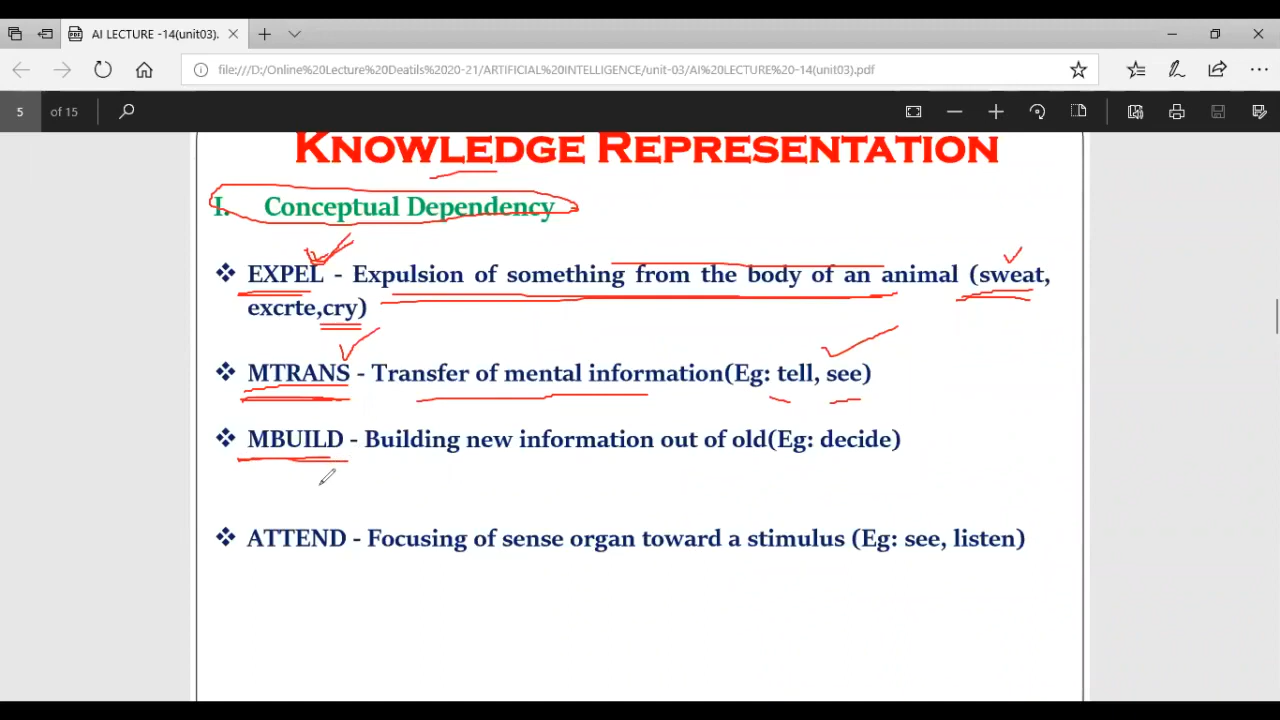 AI LECTURE -14(unit03).
file:///D:/Online%20Lecture%20Deatils%2020-21/ARTIFICIAL%20INTELLIGENCE/unit-03/AI%20LECTURE%20-14(unit03).pdf
5 of 15
KNOWLEDGE REPRESENTATION
I. Conceptual Dependency
❖ EXPEL - Expulsion of something from the body of an animal (sweat,
excrte,cry)
❖ MTRANS - Transfer of mental information(Eg: tell, see)
❖ MBUILD - Building new information out of old(Eg: decide)
❖ ATTEND - Focusing of sense organ toward a stimulus (Eg: see, listen)